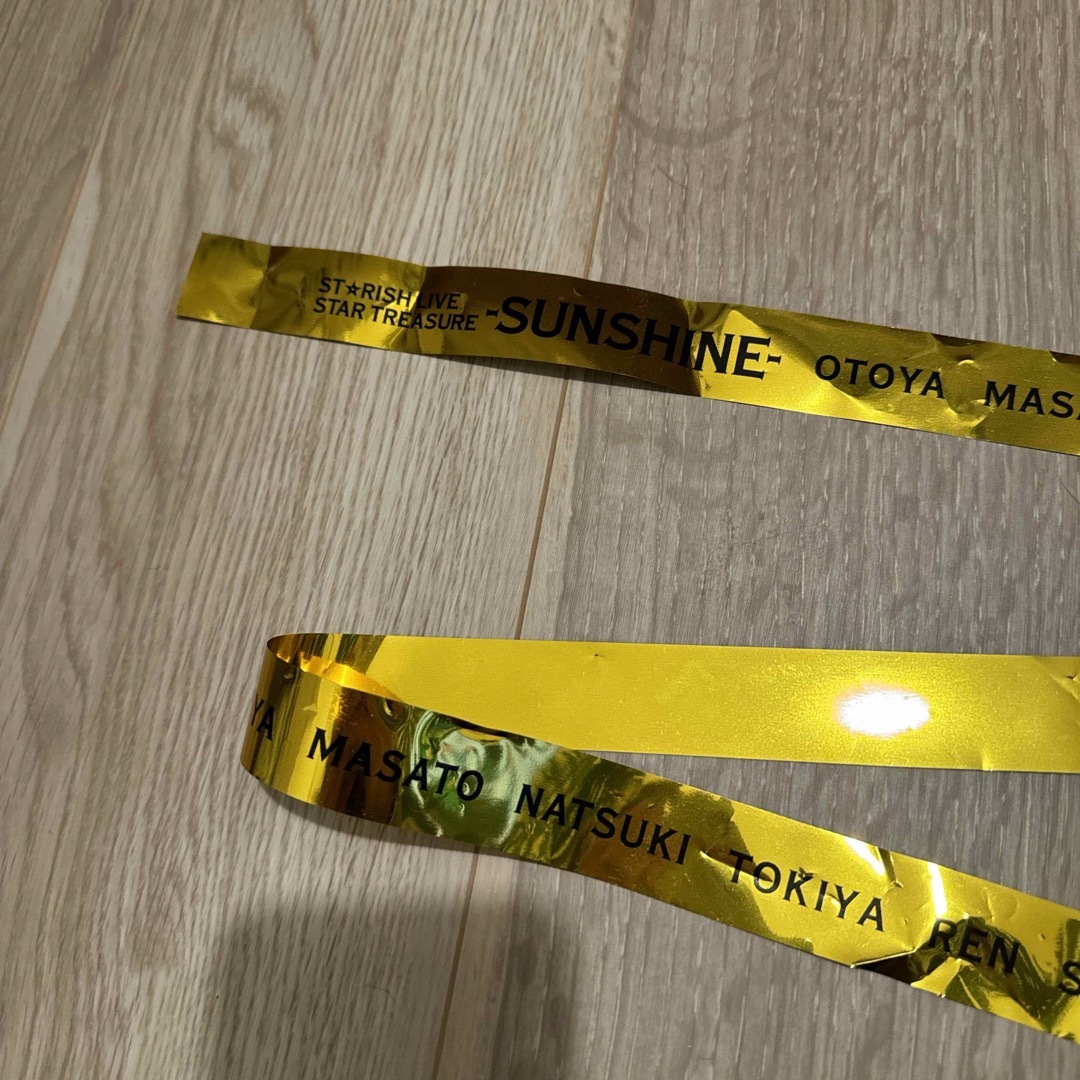 ST☆RISH LIVE
STAR TREASURE -SUNSHINE- OTOYA
MASATO NATSUKI TOKIYA REN